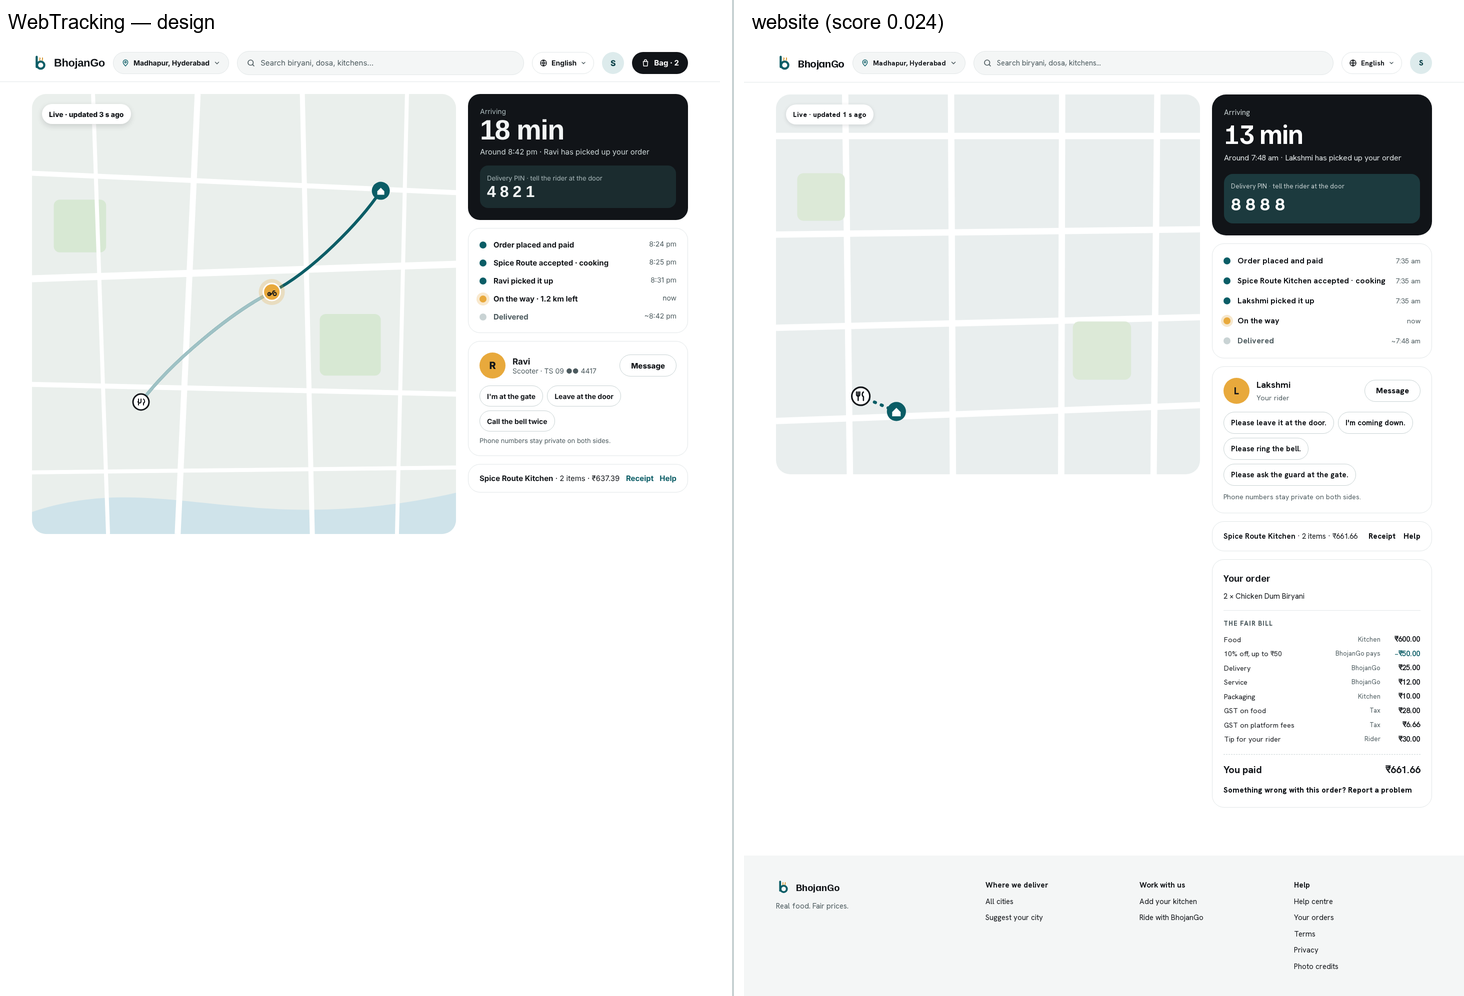 WebTracking — design
BhojanGo
Madhapur, Hyderabad
Search biryani, dosa, kitchens...
English
S
Bag · 2
Live · updated 3 s ago
Arriving
18 min
Around 8:42 pm · Ravi has picked up your order
Delivery PIN · tell the rider at the door
4 8 2 1
Order placed and paid 8:24 pm
Spice Route accepted · cooking 8:25 pm
Ravi picked it up 8:31 pm
On the way · 1.2 km left now
Delivered ~8:42 pm
R
Ravi
Scooter · TS 09 ●● 4417
Message
I'm at the gate
Leave at the door
Call the bell twice
Phone numbers stay private on both sides.
Spice Route Kitchen · 2 items · ₹637.39 Receipt Help
website (score 0.024)
BhojanGo
Madhapur, Hyderabad
Search biryani, dosa, kitchens...
English
S
Live · updated 1 s ago
Arriving
13 min
Around 7:48 am · Lakshmi has picked up your order
Delivery PIN · tell the rider at the door
8 8 8 8
Order placed and paid 7:35 am
Spice Route Kitchen accepted · cooking 7:35 am
Lakshmi picked it up 7:35 am
On the way now
Delivered ~7:48 am
L
Lakshmi
Your rider
Message
Please leave it at the door.
I'm coming down.
Please ring the bell.
Please ask the guard at the gate.
Phone numbers stay private on both sides.
Spice Route Kitchen · 2 items · ₹661.66 Receipt Help
Your order
2 × Chicken Dum Biryani
THE FAIR BILL
Food Kitchen ₹600.00
10% off, up to ₹50 BhojanGo pays -₹50.00
Delivery BhojanGo ₹25.00
Service BhojanGo ₹12.00
Packaging Kitchen ₹10.00
GST on food Tax ₹28.00
GST on platform fees Tax ₹6.66
Tip for your rider Rider ₹30.00
You paid ₹661.66
Something wrong with this order? Report a problem
BhojanGo
Real food. Fair prices.
Where we deliver
All cities
Suggest your city
Work with us
Add your kitchen
Ride with BhojanGo
Help
Help centre
Your orders
Terms
Privacy
Photo credits